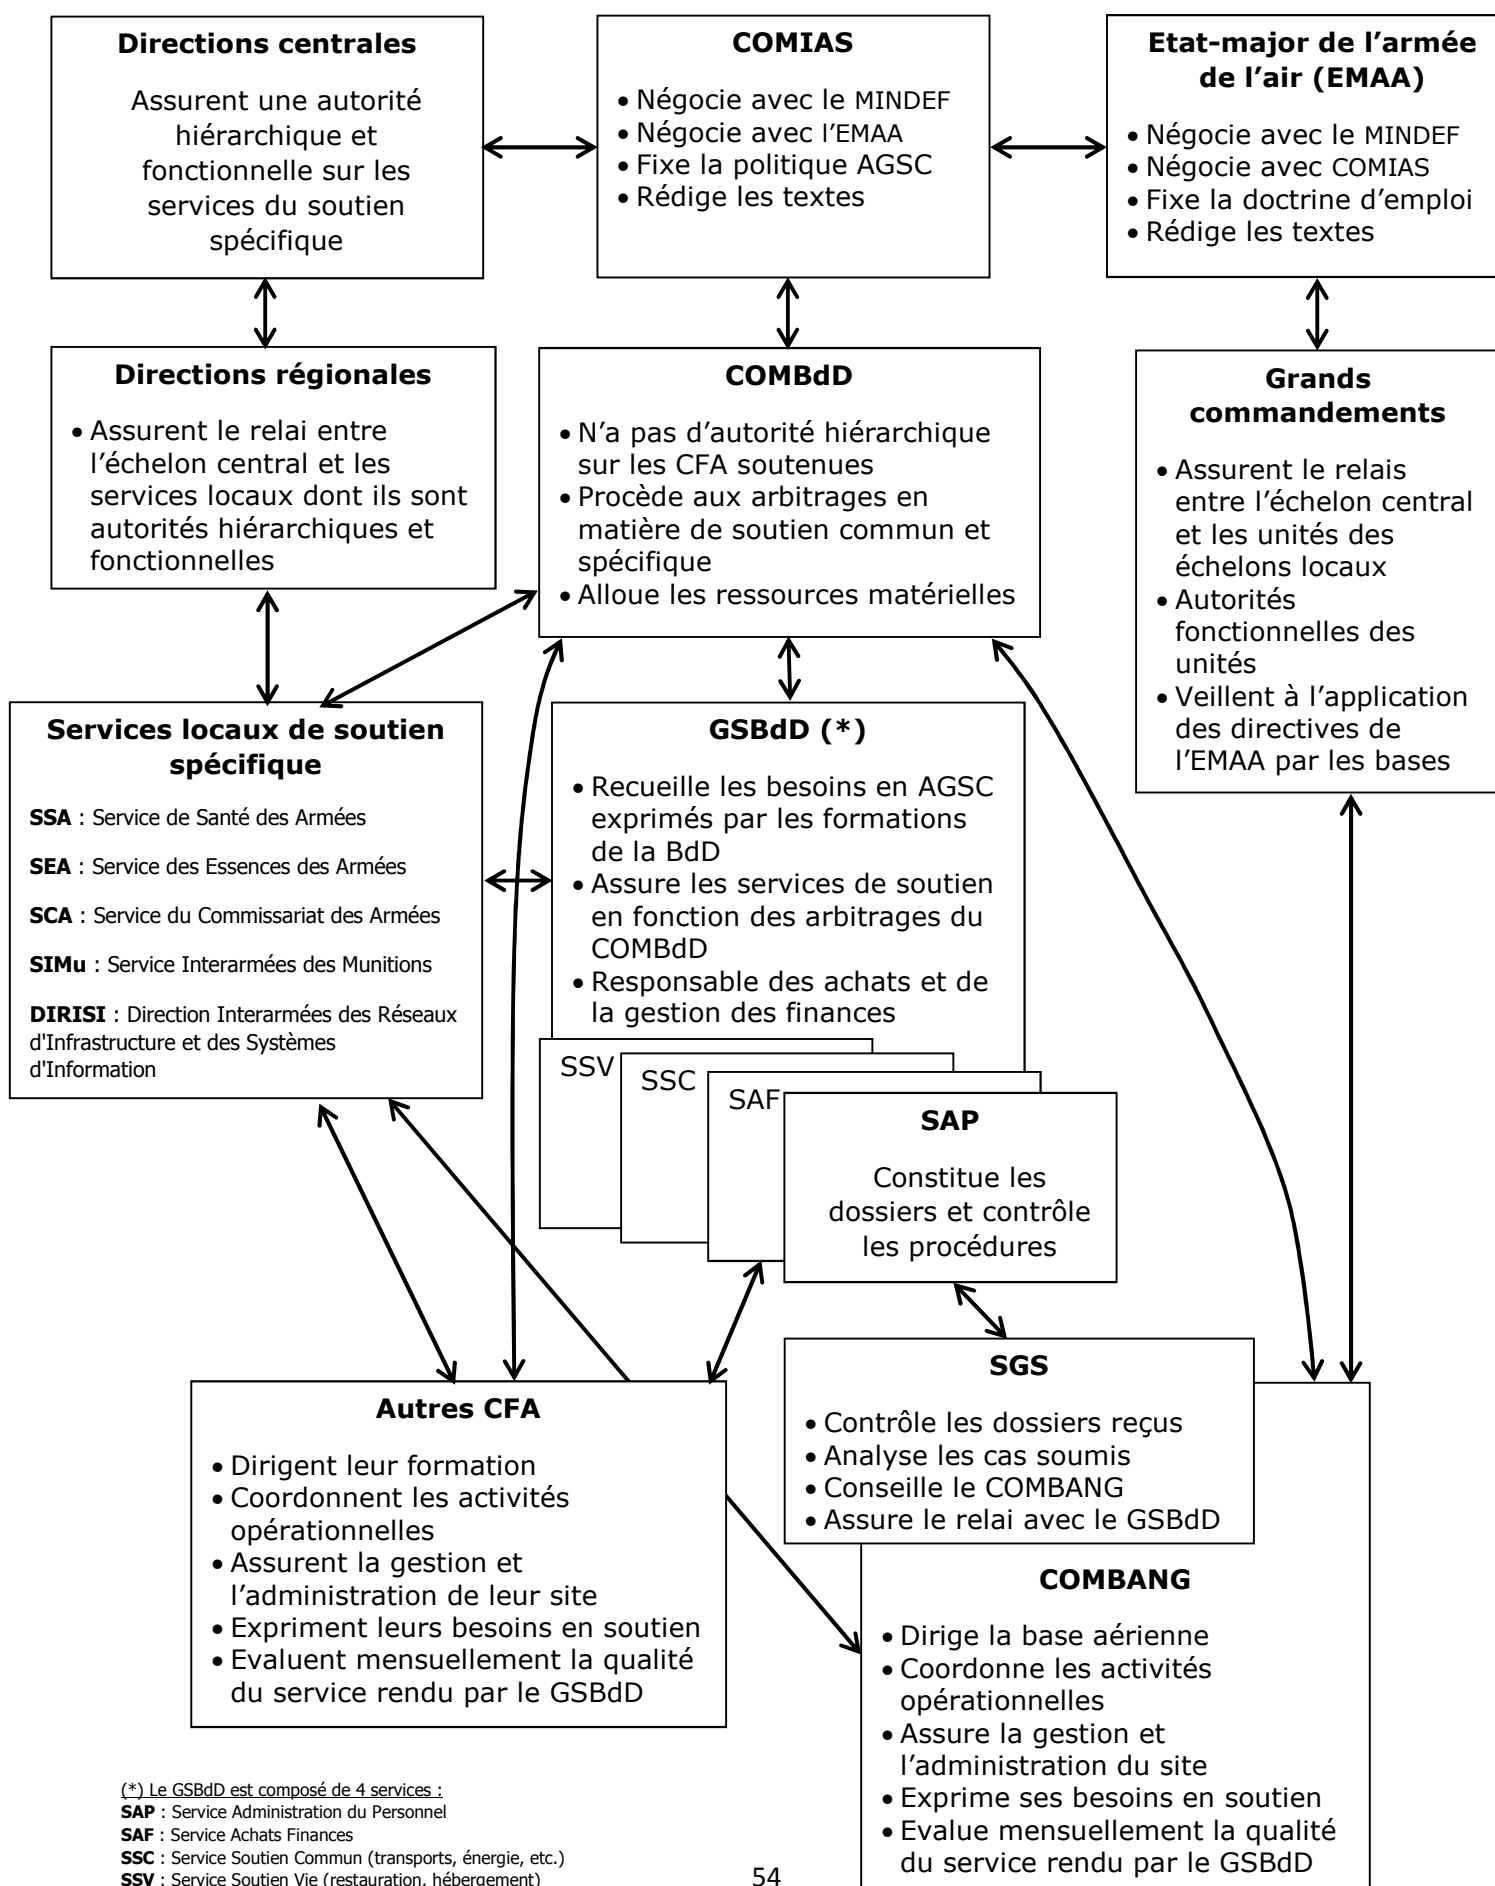 Directions centrales
Assurent une autorité
hiérarchique et
fonctionnelle sur les
services du soutien
spécifique
COMIAS
• Négocie avec le MINDEF
• Négocie avec l’EMAA
• Fixe la politique AGSC
• Rédige les textes
Etat-major de l’armée
de l’air (EMAA)
• Négocie avec le MINDEF
• Négocie avec COMIAS
• Fixe la doctrine d’emploi
• Rédige les textes
Directions régionales
• Assurent le relai entre
l’échelon central et les
services locaux dont ils sont
autorités hiérarchiques et
fonctionnelles
COMBdD
• N’a pas d’autorité hiérarchique
sur les CFA soutenues
• Procède aux arbitrages en
matière de soutien commun et
spécifique
• Alloue les ressources matérielles
Grands
commandements
• Assurent le relais
entre l’échelon central
et les unités des
échelons locaux
• Autorités
fonctionnelles des
unités
• Veillent à l’application
des directives de
l’EMAA par les bases
Services locaux de soutien
spécifique
SSA : Service de Santé des Armées
SEA : Service des Essences des Armées
SCA : Service du Commissariat des Armées
SIMu : Service Interarmées des Munitions
DIRISI : Direction Interarmées des Réseaux
d'Infrastructure et des Systèmes
d'Information
GSBdD (*)
• Recueille les besoins en AGSC
exprimés par les formations
de la BdD
• Assure les services de soutien
en fonction des arbitrages du
COMBdD
• Responsable des achats et de
la gestion des finances
SSV
SSC
SAF
SAP
Constitue les
dossiers et contrôle
les procédures
SGS
• Contrôle les dossiers reçus
• Analyse les cas soumis
• Conseille le COMBANG
• Assure le relai avec le GSBdD
Autres CFA
• Dirigent leur formation
• Coordonnent les activités
opérationnelles
• Assurent la gestion et
l’administration de leur site
• Expriment leurs besoins en soutien
• Evaluent mensuellement la qualité
du service rendu par le GSBdD
COMBANG
• Dirige la base aérienne
• Coordonne les activités
opérationnelles
• Assure la gestion et
l’administration du site
• Exprime ses besoins en soutien
• Evalue mensuellement la qualité
du service rendu par le GSBdD
(*) Le GSBdD est composé de 4 services :
SAP : Service Administration du Personnel
SAF : Service Achats Finances
SSC : Service Soutien Commun (transports, énergie, etc.)
SSV : Service Soutien Vie (restauration, hébergement)
54